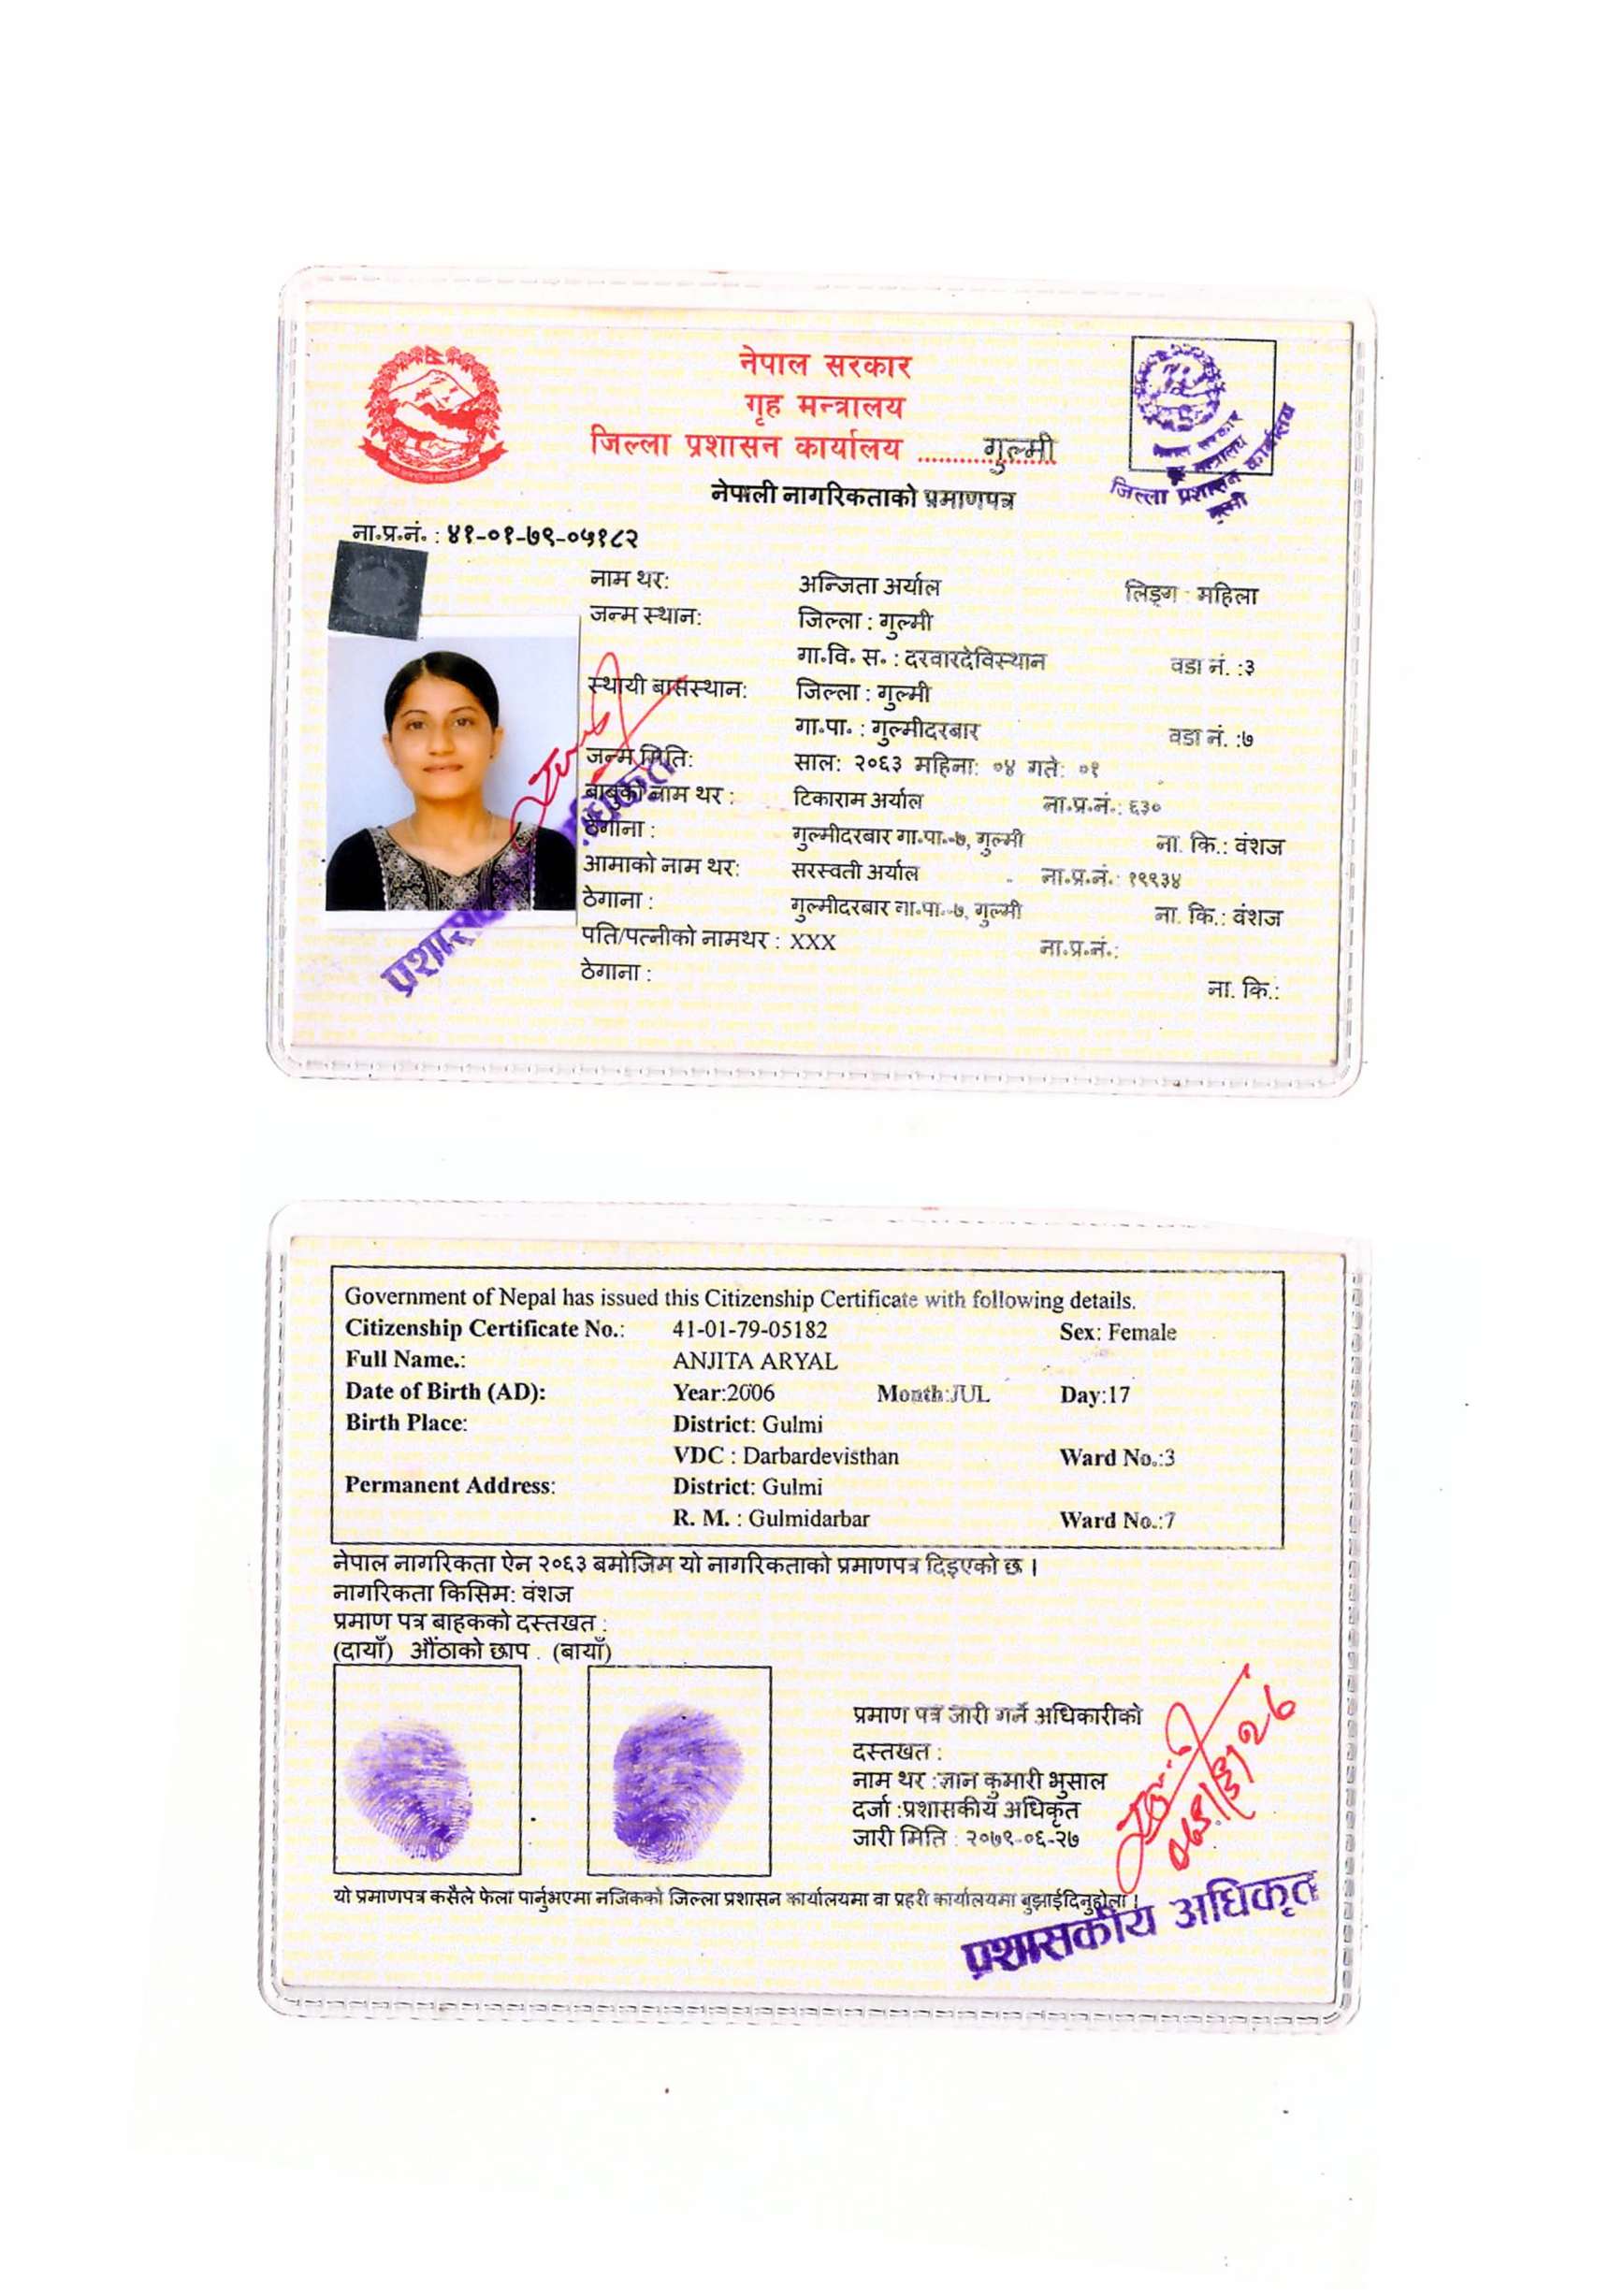 नेपाल सरकार
गृह मन्त्रालय
जिल्ला प्रशासन कार्यालय ..............गुल्मी
नेपाली नागरिकताको प्रमाणपत्र
नेपाल सरकार
गृह मन्त्रालय
जिल्ला प्रशासन कार्यालय
गुल्मी
ना.प्र.नं. : ४१-०१-७९-०५१८२
नाम थर: अन्जिता अर्याल लिङ्ग : महिला
जन्म स्थान: जिल्ला : गुल्मी
गा.वि. स. : दरवारदेविस्थान वडा नं. :३
स्थायी बासस्थान: जिल्ला : गुल्मी
गा.पा. : गुल्मीदरबार वडा नं. :७
जन्म मिति: साल: २०६३ महिना: ०४ गते: ०१
बाबुको नाम थर : टिकाराम अर्याल ना.प्र.नं.: ६३०
ठेगाना : गुल्मीदरबार गा.पा.-७, गुल्मी ना. कि.: वंशज
आमाको नाम थर: सरस्वती अर्याल ना.प्र.नं.: १९९३४
ठेगाना : गुल्मीदरबार गा.पा.-७, गुल्मी ना. कि.: वंशज
पति/पत्नीको नामथर : XXX ना.प्र.नं.:
ठेगाना : ना. कि.:
Government of Nepal has issued this Citizenship Certificate with following details.
Citizenship Certificate No.: 41-01-79-05182 Sex: Female
Full Name.: ANJITA ARYAL
Date of Birth (AD): Year:2006 Month:JUL Day:17
Birth Place: District: Gulmi
VDC : Darbardevisthan Ward No.:3
Permanent Address: District: Gulmi
R. M. : Gulmidarbar Ward No.:7
नेपाल नागरिकता ऐन २०६३ बमोजिम यो नागरिकताको प्रमाणपत्र दिइएको छ।
नागरिकता किसिम: वंशज
प्रमाण पत्र बाहकको दस्तखत :
(दायाँ) औंठाको छाप . (बायाँ)
प्रमाण पत्र जारी गर्ने अधिकारीको
दस्तखत :
नाम थर :ज्ञान कुमारी भुसाल
दर्जा :प्रशासकीय अधिकृत
जारी मिति : २०७९-०६-२७
यो प्रमाणपत्र कसैले फेला पार्नुभएमा नजिकको जिल्ला प्रशासन कार्यालयमा वा प्रहरी कार्यालयमा बुझाईदिनुहोला।
प्रशासकीय अधिकृत